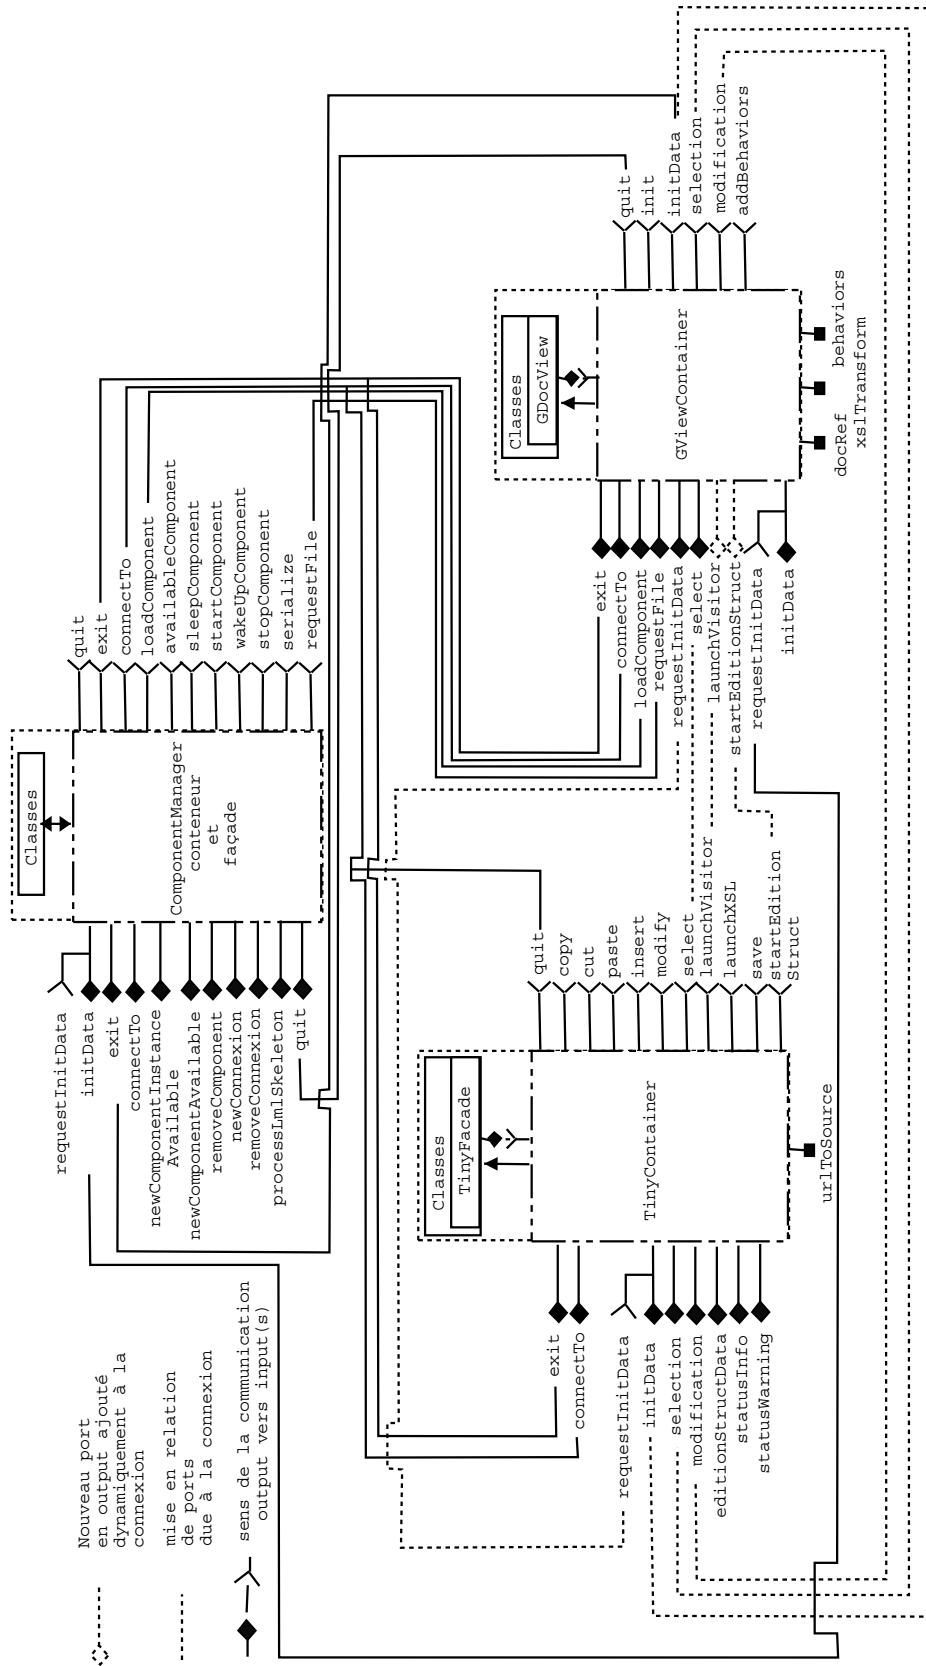 Nouveau port
en output ajouté
dynamiquement à la
connexion
mise en relation
de ports
due à la connexion
sens de la communication
output vers input(s)
requestInitData
initData
exit
connectTo
newComponentInstance
Available
newComponentAvailable
removeComponent
newConnexion
removeConnexion
processLmlSkeleton
quit
Classes
ComponentManager
conteneur
et
façade
quit
exit
connectTo
loadComponent
availableComponent
sleepComponent
startComponent
wakeUpComponent
stopComponent
serialize
requestFile
exit
connectTo
requestInitData
initData
selection
modification
editionStructData
statusInfo
statusWarning
Classes
TinyFacade
TinyContainer
urlToSource
quit
copy
cut
paste
insert
modify
select
launchVisitor
launchXSL
save
startEdition
Struct
exit
connectTo
loadComponent
requestFile
requestInitData
select
launchVisitor
startEditionStruct
requestInitData
initData
Classes
GDocView
GViewContainer
docRef
xslTransform
behaviors
quit
init
initData
selection
modification
addBehaviors